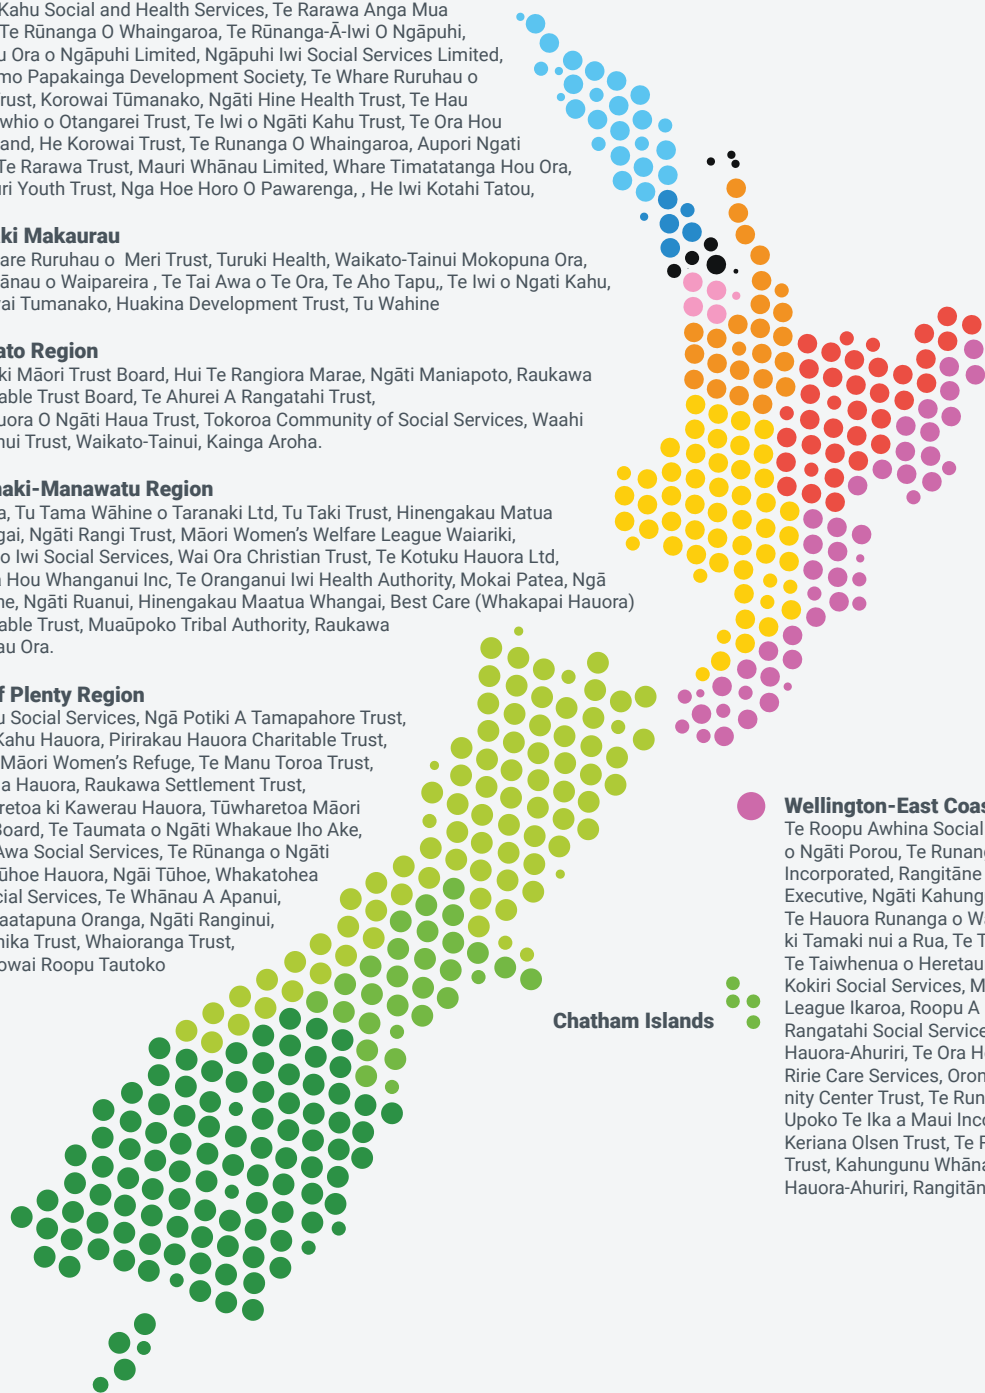 Kahu Social and Health Services, Te Rarawa Anga Mua
Te Rūnanga O Whaingaroa, Te Rūnanga-Ā-Iwi O Ngāpuhi,
u Ora o Ngāpuhi Limited, Ngāpuhi Iwi Social Services Limited,
mo Papakainga Development Society, Te Whare Ruruhau o
rust, Korowai Tūmanako, Ngāti Hine Health Trust, Te Hau
whio o Otangarei Trust, Te Iwi o Ngāti Kahu Trust, Te Ora Hou
and, He Korowai Trust, Te Runanga O Whaingaroa, Aupori Ngati
Te Rarawa Trust, Mauri Whānau Limited, Whare Timatatanga Hou Ora,
ri Youth Trust, Nga Hoe Horo O Pawarenga, , He Iwi Kotahi Tatou,
ki Makaurau
are Ruruhau o Meri Trust, Turuki Health, Waikato-Tainui Mokopuna Ora,
ānau o Waipareira , Te Tai Awa o Te Ora, Te Aho Tapu,, Te Iwi o Ngati Kahu,
ai Tumanako, Huakina Development Trust, Tu Wahine
ato Region
ki Māori Trust Board, Hui Te Rangiora Marae, Ngāti Maniapoto, Raukawa
able Trust Board, Te Ahurei A Rangatahi Trust,
uora O Ngāti Haua Trust, Tokoroa Community of Social Services, Waahi
nui Trust, Waikato-Tainui, Kainga Aroha.
naki-Manawatu Region
a, Tu Tama Wāhine o Taranaki Ltd, Tu Taki Trust, Hinengakau Matua
gai, Ngāti Rangi Trust, Māori Women's Welfare League Waiariki,
o Iwi Social Services, Wai Ora Christian Trust, Te Kotuku Hauora Ltd,
a Hou Whanganui Inc, Te Oranganui Iwi Health Authority, Mokai Patea, Ngā
ne, Ngāti Ruanui, Hinengakau Maatua Whangai, Best Care (Whakapai Hauora)
able Trust, Muaūpoko Tribal Authority, Raukawa
au Ora.
f Plenty Region
u Social Services, Ngā Potiki A Tamapahore Trust,
Kahu Hauora, Pirirakau Hauora Charitable Trust,
Māori Women's Refuge, Te Manu Toroa Trust,
a Hauora, Raukawa Settlement Trust,
retoa ki Kawerau Hauora, Tūwharetoa Māori
Board, Te Taumata o Ngāti Whakaue Iho Ake,
Awa Social Services, Te Rūnanga o Ngāti
ūhoe Hauora, Ngāi Tūhoe, Whakatohea
cial Services, Te Whānau A Apanui,
aatapuna Oranga, Ngāti Ranginui,
nika Trust, Whaioranga Trust,
owai Roopu Tautoko
Chatham Islands
Wellington-East Coas
Te Roopu Awhina Social
o Ngāti Porou, Te Runan
Incorporated, Rangitāne
Executive, Ngāti Kahung
Te Hauora Runanga o Wa
ki Tamaki nui a Rua, Te T
Te Taiwhenua o Heretau
Kokiri Social Services, M
League Ikaroa, Roopu A
Rangatahi Social Service
Hauora-Ahuriri, Te Ora H
Ririe Care Services, Oron
nity Center Trust, Te Run
Upoko Te Ika a Maui Inco
Keriana Olsen Trust, Te R
Trust, Kahungunu Whāna
Hauora-Ahuriri, Rangitān